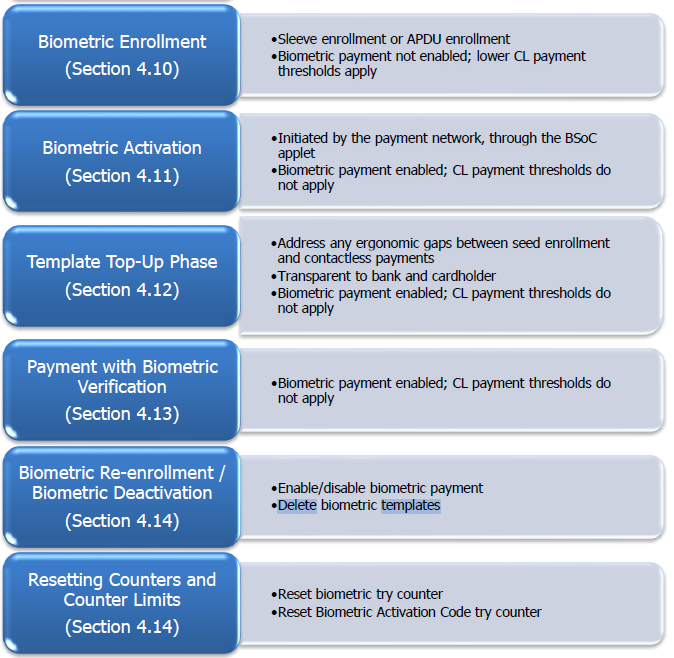 Biometric Enrollment
(Section 4.10)
•Sleeve enrollment or APDU enrollment
•Biometric payment not enabled; lower CL payment
thresholds apply
Biometric Activation
(Section 4.11)
•Initiated by the payment network, through the BSoC
applet
•Biometric payment enabled; CL payment thresholds do
not apply
Template Top-Up Phase
(Section 4.12)
•Address any ergonomic gaps between seed enrollment
and contactless payments
•Transparent to bank and cardholder
•Biometric payment enabled; CL payment thresholds do
not apply
Payment with Biometric
Verification
(Section 4.13)
•Biometric payment enabled; CL payment thresholds do
not apply
Biometric Re-enrollment /
Biometric Deactivation
(Section 4.14)
•Enable/disable biometric payment
•Delete biometric templates
Resetting Counters and
Counter Limits
(Section 4.14)
•Reset biometric try counter
•Reset Biometric Activation Code try counter